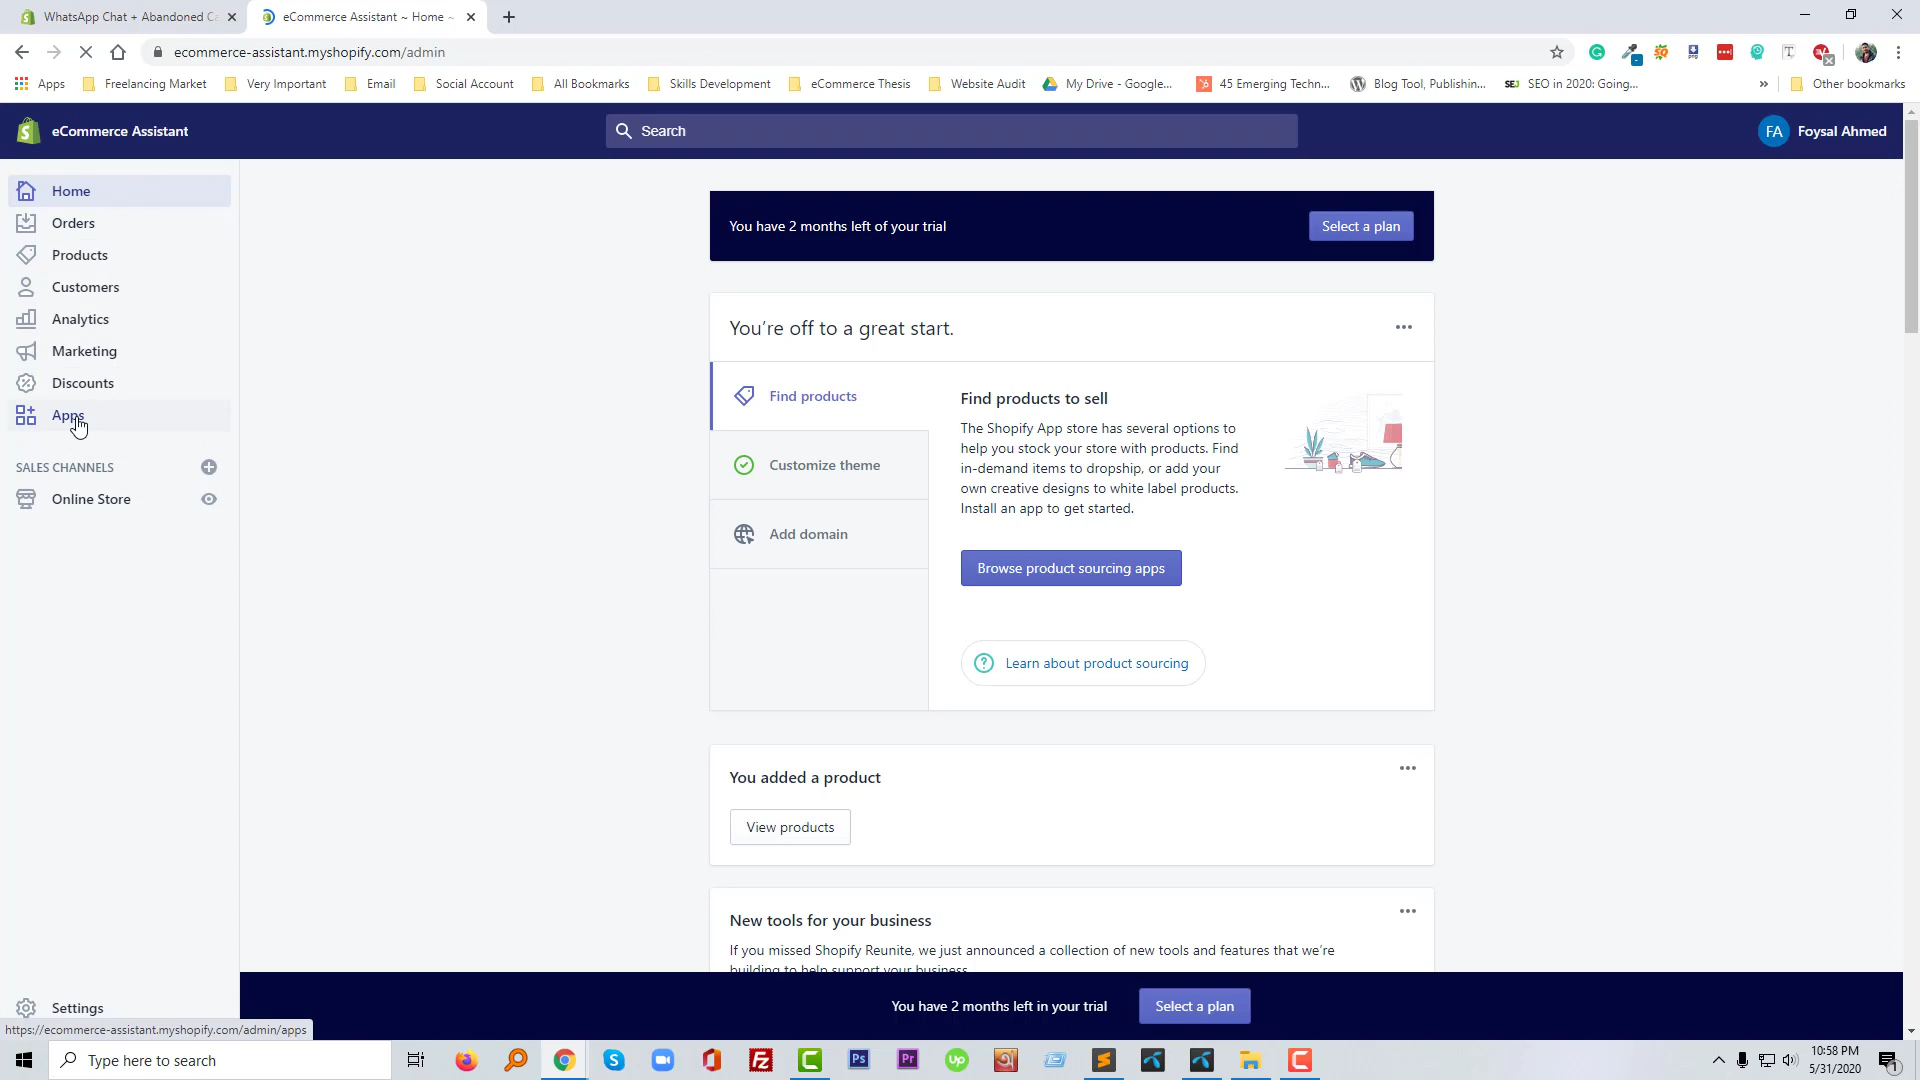 WhatsApp Chat + Abandoned Ca
eCommerce Assistant ~ Home ~
ecommerce-assistant.myshopify.com/admin
Apps
Freelancing Market
Very Important
Email
Social Account
All Bookmarks
Skills Development
eCommerce Thesis
Website Audit
My Drive - Google...
45 Emerging Techn...
Blog Tool, Publishin...
SEO in 2020: Going...
Other bookmarks
eCommerce Assistant
Search
FA
Foysal Ahmed
Home
Orders
Products
Customers
Analytics
Marketing
Discounts
Apps
SALES CHANNELS
Online Store
Settings
You have 2 months left of your trial
Select a plan
You're off to a great start.
Find products
Customize theme
Add domain
Find products to sell
The Shopify App store has several options to
help you stock your store with products. Find
in-demand items to dropship, or add your
own creative designs to white label products.
Install an app to get started.
Browse product sourcing apps
Learn about product sourcing
You added a product
View products
New tools for your business
If you missed Shopify Reunite, we just announced a collection of new tools and features that we're
building to help support your business
You have 2 months left in your trial
Select a plan
https://ecommerce-assistant.myshopify.com/admin/apps
Type here to search
10:58 PM
5/31/2020